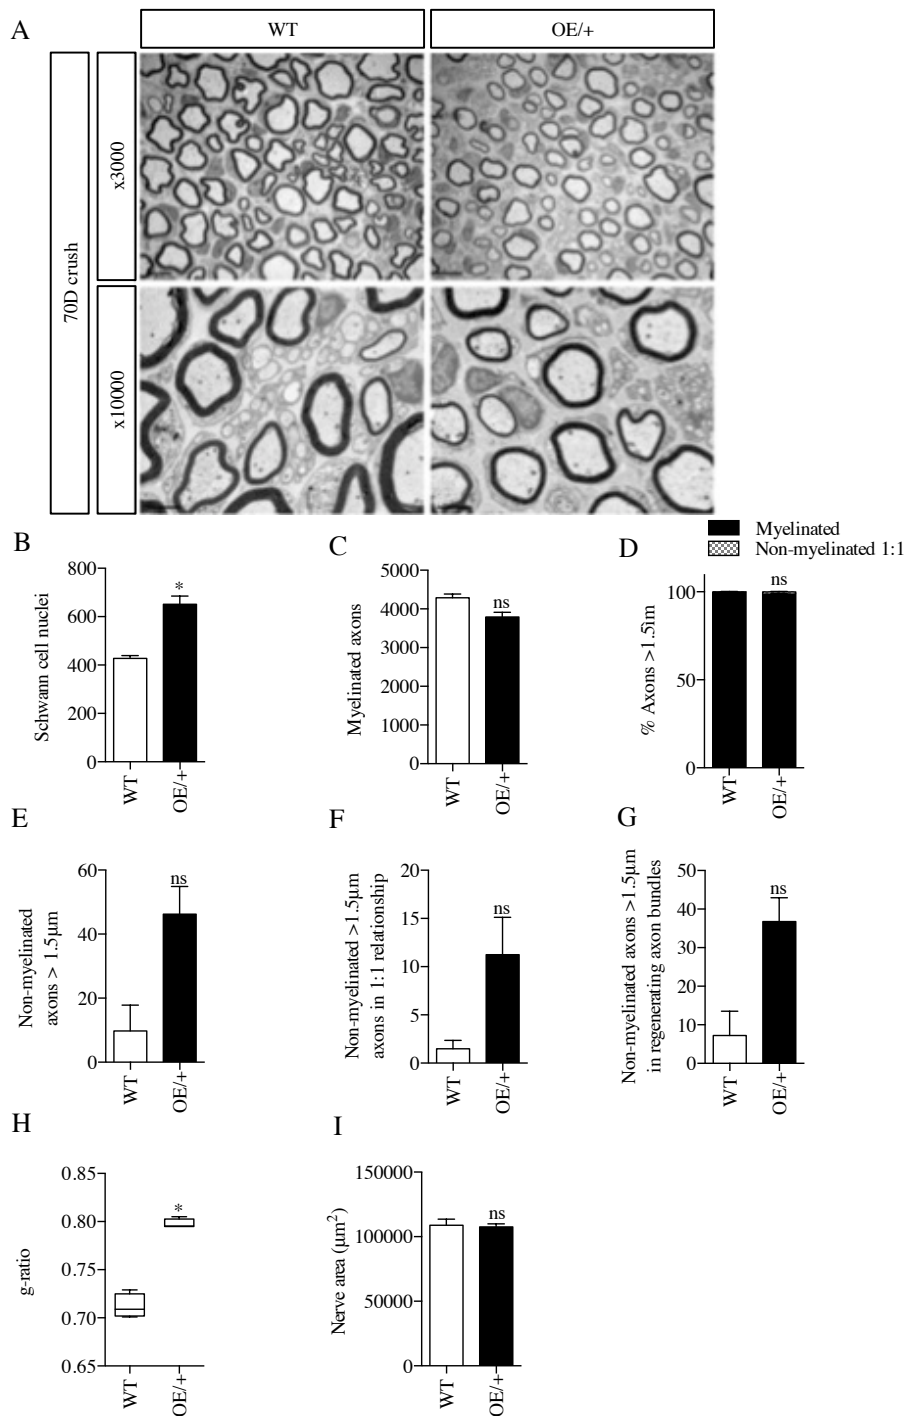 A
WT
OE/+
70D crush
x3000
x10000
Myelinated
Non-myelinated 1:1
B
Schwann cell nuclei
800
600
400
200
0
*
WT
OE/+
C
Myelinated axons
5000
4000
3000
2000
1000
0
ns
WT
OE/+
D
% Axons >1.5ìm
100
50
0
ns
WT
OE/+
E
Non-myelinated
axons > 1.5µm
60
40
20
0
ns
WT
OE/+
F
Non-myelinated >1.5µm
axons in 1:1 relationship
20
15
10
5
0
ns
WT
OE/+
G
Non-myelinated axons >1.5µm
in regenerating axon bundles
50
40
30
20
10
0
ns
WT
OE/+
H
g-ratio
0.85
0.80
0.75
0.70
0.65
*
WT
OE/+
I
Nerve area (µm²)
150000
100000
50000
0
ns
WT
OE/+